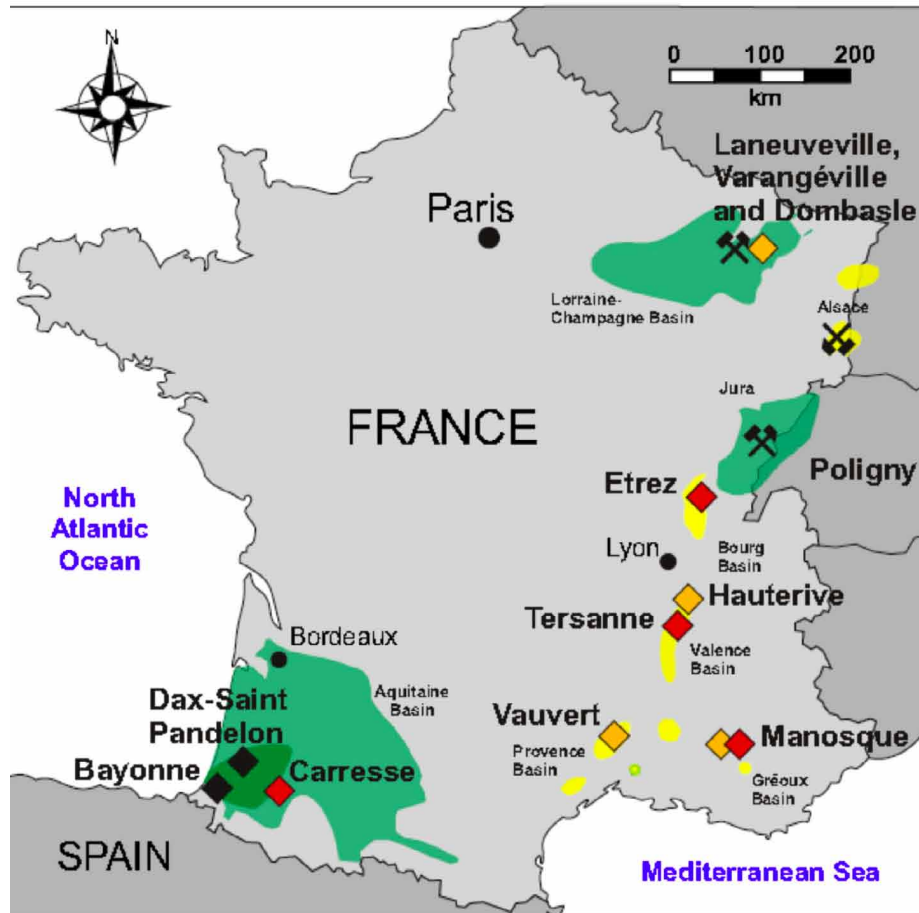 N
0 100 200
km
Laneuveville,
Varangéville
and Dombasle
Paris
Lorraine-
Champagne Basin
Alsace
Jura
FRANCE
Poligny
Etrez
North
Atlantic
Ocean
Lyon
Bourg
Basin
Hauterive
Tersanne
Valence
Basin
Bordeaux
Aquitaine
Basin
Dax-Saint
Pandelon
Vauvert
Provence
Basin
Manosque
Bayonne
Carresse
Gréoux
Basin
SPAIN
Mediterranean Sea